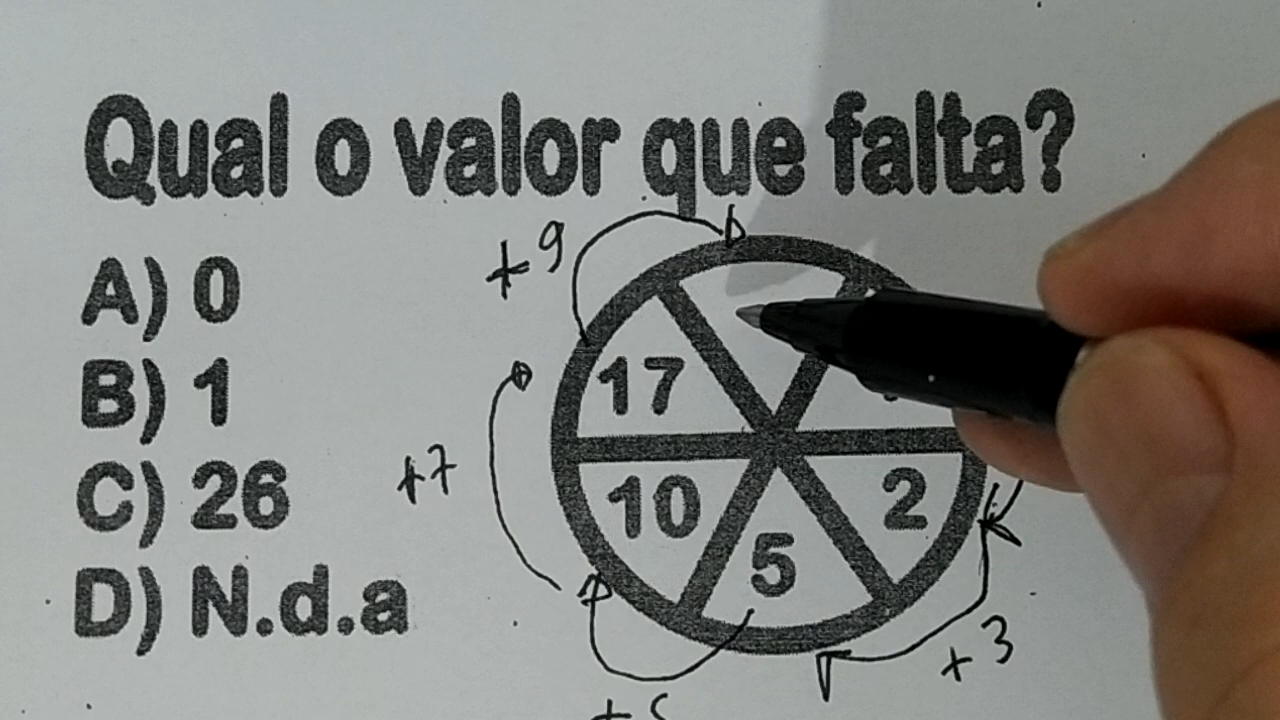 Qual o valor que falta?
A) 0
B) 1
C) 26
D) N.d.a
+9
17
+7
10
2
5
+3